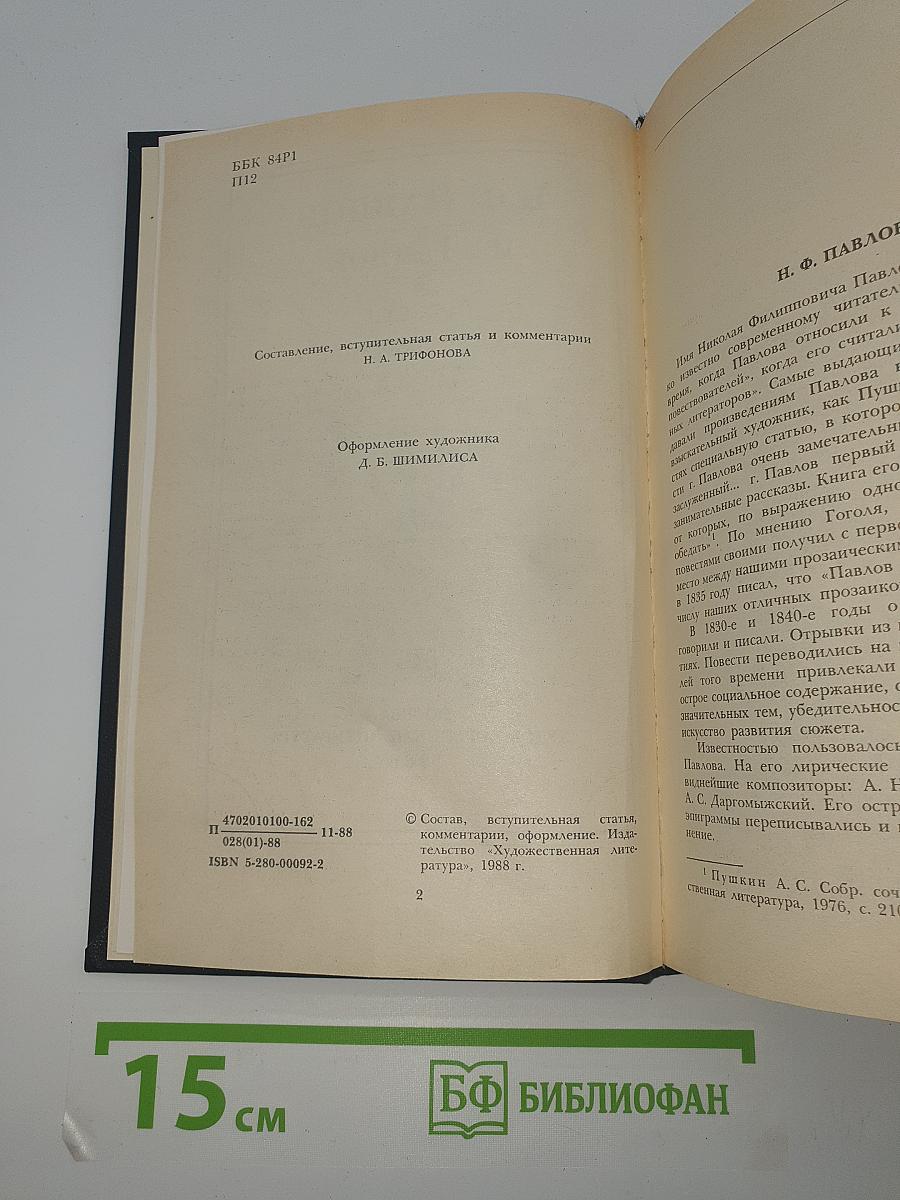 ББК 84Р1
П12
Составление, вступительная статья и комментарии
Н. А. ТРИФОНОВА
Оформление художника
Д. Б. ШИМИЛИСА
П 4702010100-162 11-88
028(01)-88
ISBN 5-280-00092-2
© Состав, вступительная статья,
комментарии, оформление. Изда-
тельство «Художественная лите-
ратура», 1988 г.
2
Н. Ф. ПАВЛОВ
Имя Николая Филипповича Павл
ко известно современному читател
время, когда Павлова относили к
повествователей», когда его считали
ных литераторов». Самые выдающи
давали произведениям Павлова
взыскательный художник, как Пуш
стях специальную статью, в которо
сти г. Павлова очень замечательн
заслуженный... г. Павлов первый
занимательные рассказы. Книга его
от которых, по выражению одно
обедать»1. По мнению Гоголя,
повестями своими получил с перво
место между нашими прозаическим
в 1835 году писал, что «Павлов
числу наших отличных прозаико
В 1830-е и 1840-е годы о
говорили и писали. Отрывки из
тиях. Повести переводились на
лей того времени привлекали
острое социальное содержание,
значительных тем, убедительнос
искусство развития сюжета.
Известностью пользовалось
Павлова. На его лирические
виднейшие композиторы: А. Н
А. С. Даргомыжский. Его остр
эпиграммы переписывались и
нение.
1 Пушкин А. С. Собр. соч
ственная литература, 1976, с. 21
15 см
БФ БИБЛИОФАН